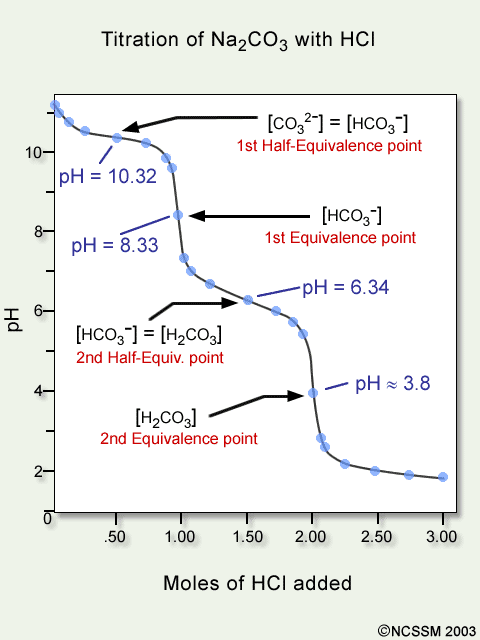 Titration of Na₂CO₃ with HCl
[CO₃²⁻] = [HCO₃⁻]
1st Half-Equivalence point
10
pH = 10.32
[HCO₃⁻]
1st Equivalence point
8
pH = 8.33
pH = 6.34
6
pH
[HCO₃⁻] = [H₂CO₃]
2nd Half-Equiv. point
4
pH ≈ 3.8
[H₂CO₃]
2nd Equivalence point
2
0
.50 1.00 1.50 2.00 2.50 3.00
Moles of HCl added
©NCSSM 2003